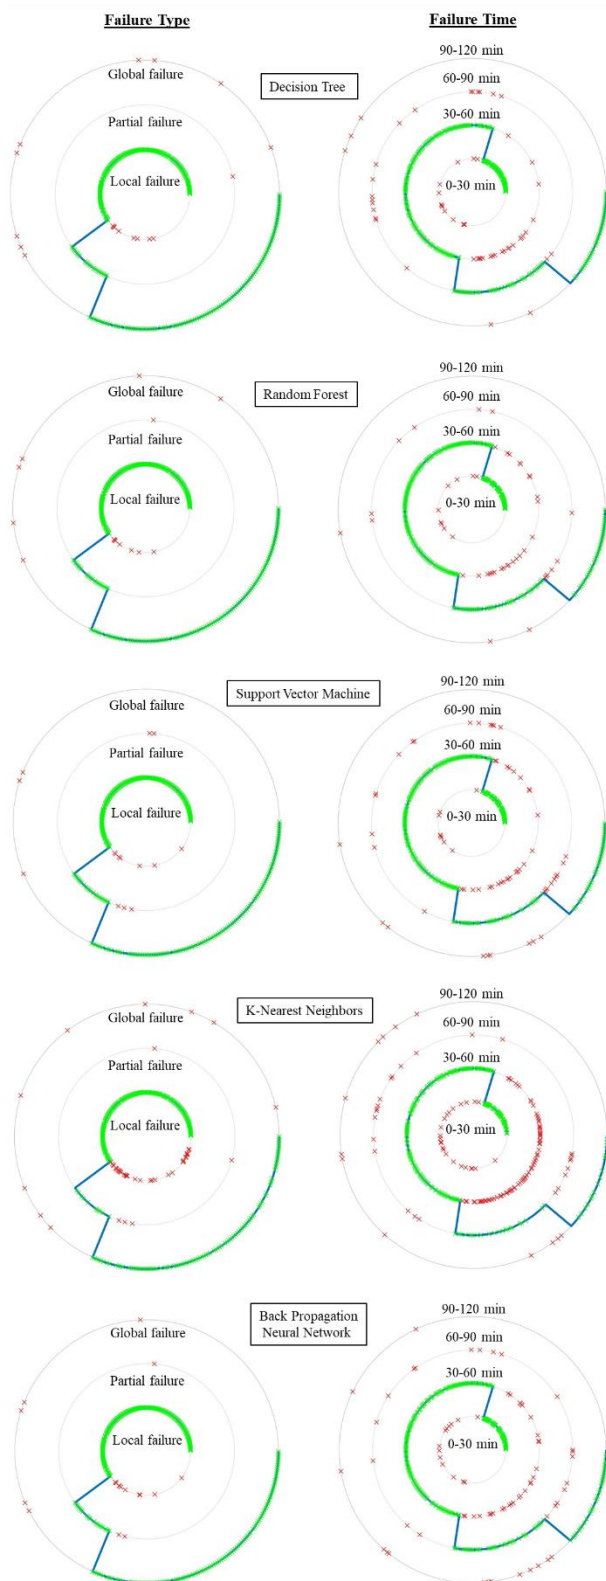 Failure Type
Failure Time
Global failure
Partial failure
Local failure
Decision Tree
90-120 min
60-90 min
30-60 min
0-30 min
Global failure
Partial failure
Local failure
Random Forest
90-120 min
60-90 min
30-60 min
0-30 min
Global failure
Partial failure
Local failure
Support Vector Machine
90-120 min
60-90 min
30-60 min
0-30 min
Global failure
Partial failure
Local failure
K-Nearest Neighbors
90-120 min
60-90 min
30-60 min
0-30 min
Global failure
Partial failure
Local failure
Back Propagation
Neural Network
90-120 min
60-90 min
30-60 min
0-30 min